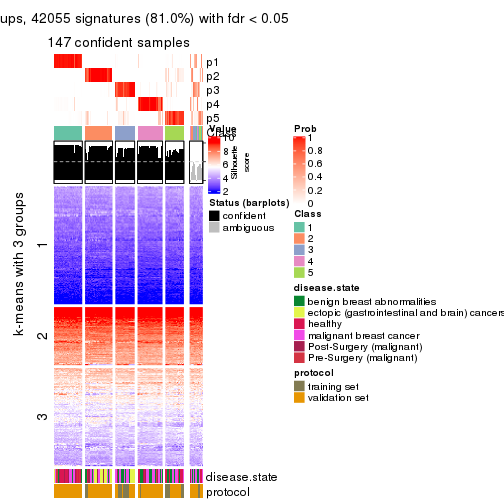 ups, 42055 signatures (81.0%) with fdr < 0.05
147 confident samples
p1
p2
p3
p4
p5
Class
Value
10
8
6
4
2
Silhouette
score
Prob
1
0.8
0.6
0.4
0.2
0
Status (barplots)
confident
ambiguous
Class
1
2
3
4
5
disease.state
benign breast abnormalities
ectopic (gastrointestinal and brain) cancers
healthy
malignant breast cancer
Post-Surgery (malignant)
Pre-Surgery (malignant)
protocol
training set
validation set
k-means with 3 groups
1
2
3
disease.state
protocol